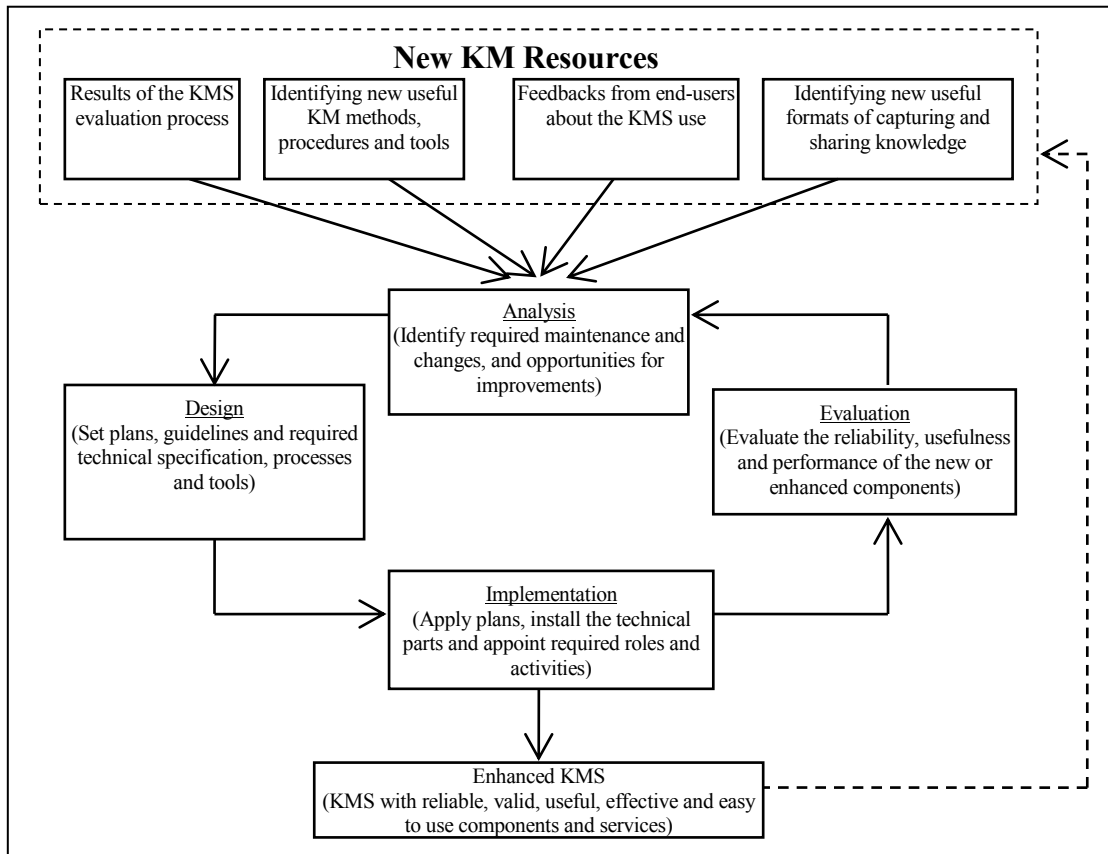 New KM Resources
Results of the KMS
evaluation process
Identifying new useful
KM methods,
procedures and tools
Feedbacks from end-users
about the KMS use
Identifying new useful
formats of capturing and
sharing knowledge
Analysis
(Identify required maintenance and
changes, and opportunities for
improvements)
Design
(Set plans, guidelines and required
technical specification, processes
and tools)
Evaluation
(Evaluate the reliability, usefulness
and performance of the new or
enhanced components)
Implementation
(Apply plans, install the technical
parts and appoint required roles and
activities)
Enhanced KMS
(KMS with reliable, valid, useful, effective and easy
to use components and services)